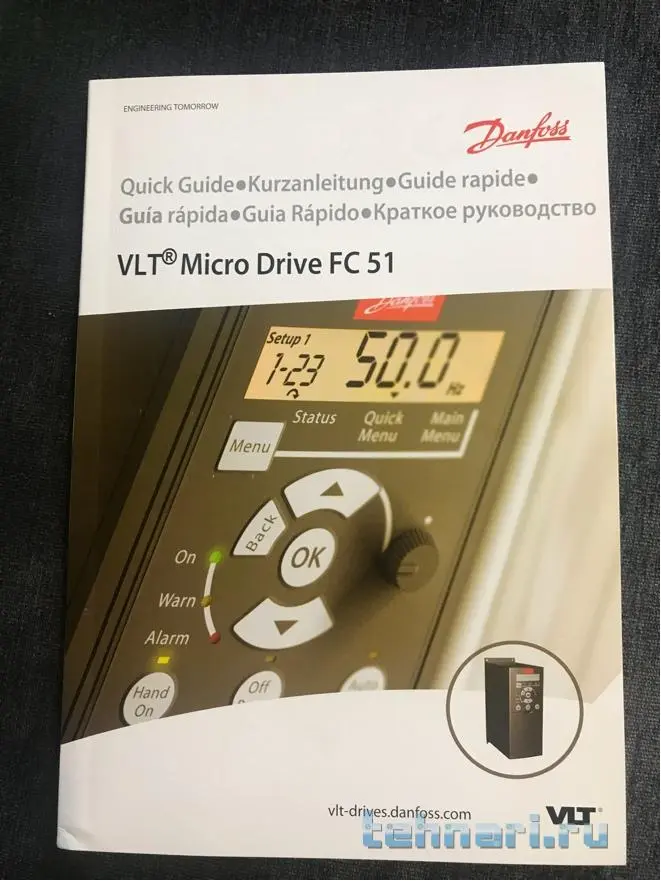 ENGINEERING TOMORROW
Danfoss
Quick Guide•Kurzanleitung•Guide rapide•
Guía rápida•Guia Rápido•Краткое руководство
VLT® Micro Drive FC 51
Danfoss
Setup 1
1-23 50.0 Hz
Status Quick Menu Main Menu
Menu
Back
OK
On
Warn
Alarm
Hand On
Off
Auto
vlt-drives.danfoss.com
VLT®
tehnari.ru